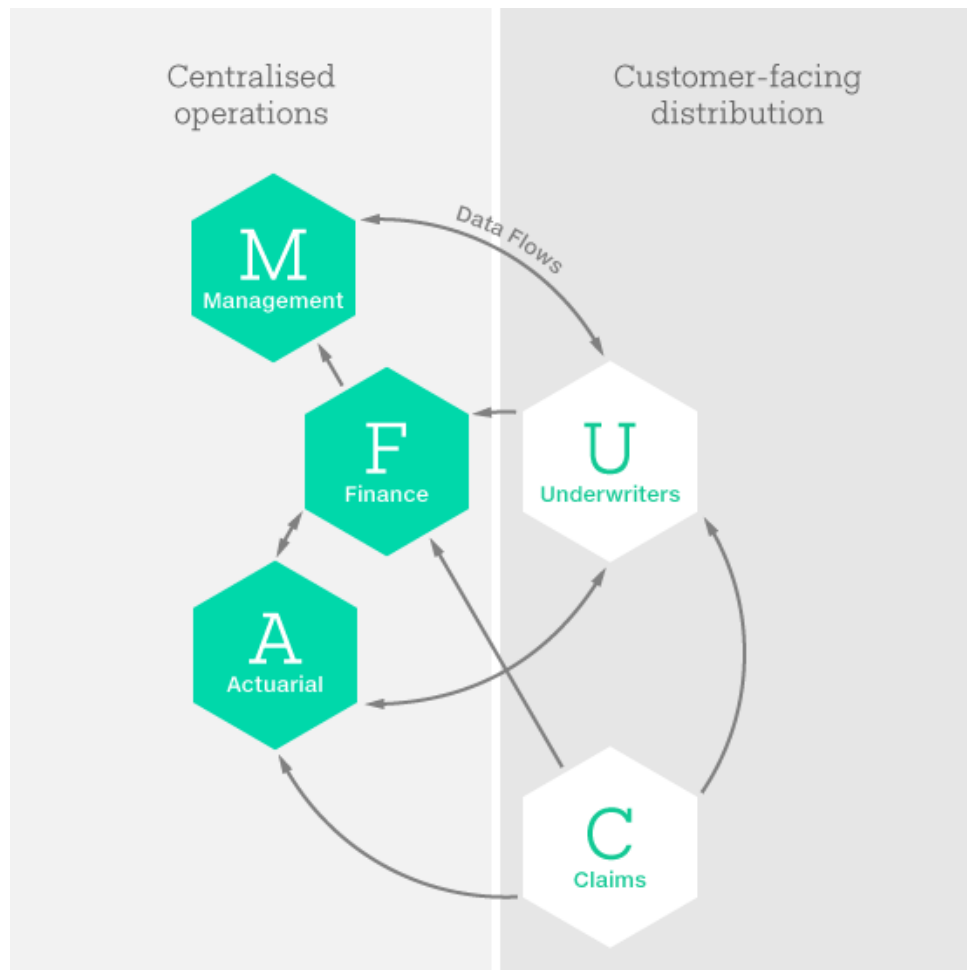 Centralised
operations
Customer-facing
distribution
Data Flows
M
Management
F
Finance
U
Underwriters
A
Actuarial
C
Claims